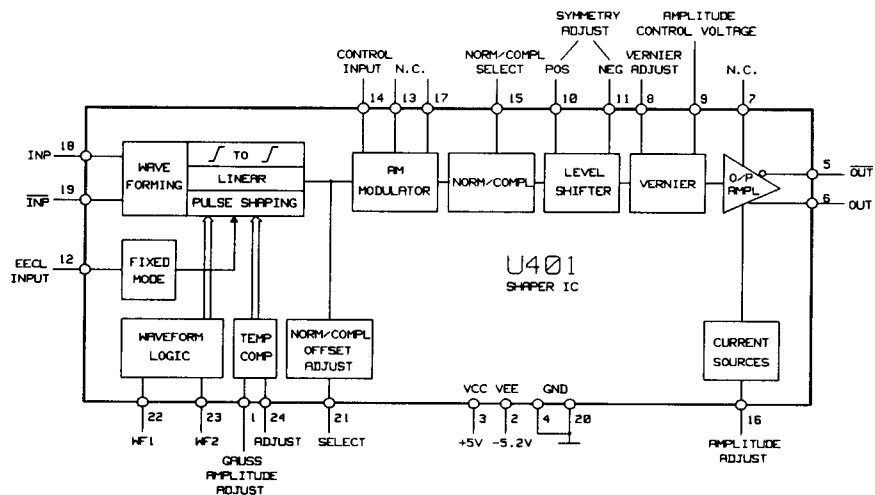 SYMMETRY
ADJUST
AMPLITUDE
CONTROL VOLTAGE
CONTROL
INPUT
N.C.
NORM/COMPL
SELECT
POS
NEG
VERNIER
ADJUST
N.C.
14
13
17
15
10
11
8
9
7
INP
18
INP
19
EECL
INPUT
12
WAVE
FORMING
TO
LINEAR
PULSE SHAPING
AM
MODULATOR
NORM/COMPL
LEVEL
SHIFTER
VERNIER
O/P
AMPL
5
OUT
6
OUT
FIXED
MODE
U401
SHAPER IC
WAVEFORM
LOGIC
TEMP
COMP
NORM/COMPL
OFFSET
ADJUST
CURRENT
SOURCES
VCC
VEE
GND
22
23
1
24
21
3
2
4
20
16
WF1
WF2
ADJUST
SELECT
+5V
-5.2V
AMPLITUDE
ADJUST
GAUSS
AMPLITUDE
ADJUST